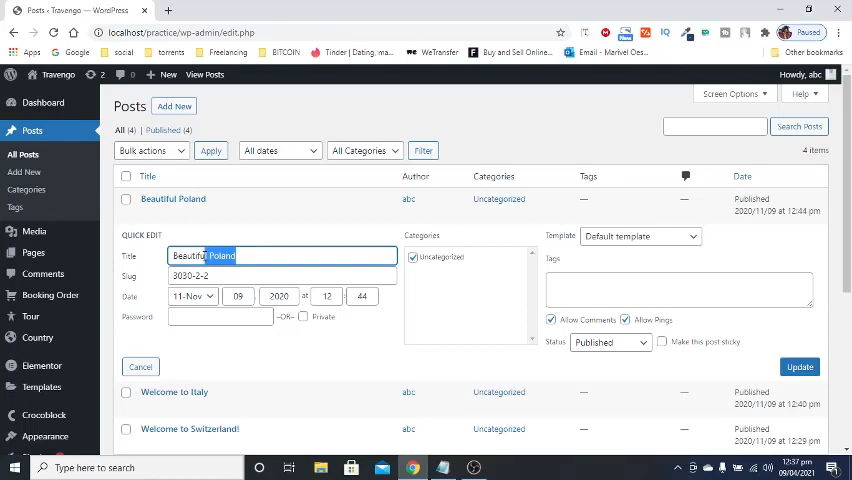 Posts ‹ Travengo — WordPress
localhost/practice/wp-admin/edit.php
New
Paused
Apps
Google
social
torrents
Freelancing
BITCOIN
Tinder | Dating, ma...
WeTransfer
Buy and Sell Online...
Email - Marvel Oes...
Other bookmarks
Travengo
2
0
New
View Posts
Howdy, abc
Dashboard
Posts
All Posts
Add New
Categories
Tags
Media
Pages
Comments
Booking Order
Tour
Country
Elementor
Templates
Crocoblock
Appearance
Posts
Add New
Screen Options
Help
All (4) | Published (4)
Search Posts
Bulk actions
Apply
All dates
All Categories
Filter
4 items
Title
Author
Categories
Tags
Date
Beautiful Poland
abc
Uncategorized
—
—
Published
2020/11/09 at 12:44 pm
QUICK EDIT
Title
Beautiful Poland
Slug
3030-2-2
Date
11-Nov
09
,
2020
at
12
:
44
Password
–OR–
Private
Categories
Uncategorized
Template
Default template
Tags
Allow Comments
Allow Pings
Status
Published
Make this post sticky
Cancel
Update
Welcome to Italy
abc
Uncategorized
—
—
Published
2020/11/09 at 12:40 pm
Welcome to Switzerland!
abc
Uncategorized
—
—
Published
2020/11/09 at 12:29 pm
Type here to search
12:37 pm
09/04/2021